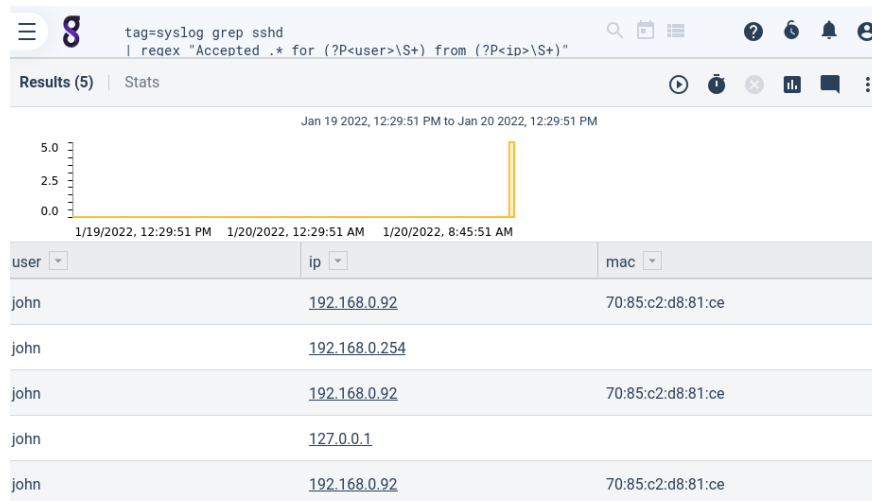 tag=syslog grep sshd
| regex "Accepted .* for (?P<user>\S+) from (?P<ip>\S+)"
Results (5) | Stats
Jan 19 2022, 12:29:51 PM to Jan 20 2022, 12:29:51 PM
5.0
2.5
0.0
1/19/2022, 12:29:51 PM 1/20/2022, 12:29:51 AM 1/20/2022, 8:45:51 AM
user ip mac
john 192.168.0.92 70:85:c2:d8:81:ce
john 192.168.0.254
john 192.168.0.92 70:85:c2:d8:81:ce
john 127.0.0.1
john 192.168.0.92 70:85:c2:d8:81:ce